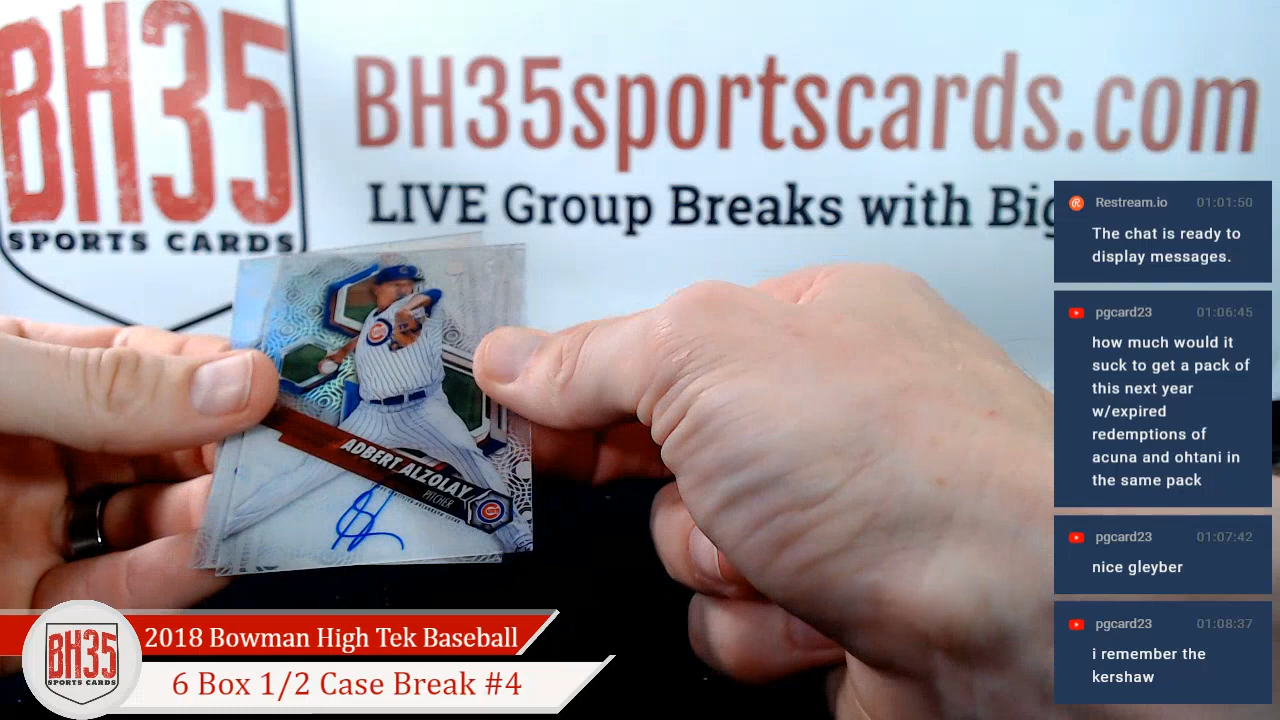 BH35
SPORTS CARDS
BH35sportscards.com
LIVE Group Breaks with Big
ADBERT ALZOLAY
PITCHER
2018 Bowman High Tek Baseball
6 Box 1/2 Case Break #4
BH35
SPORTS CARDS
Restream.io 01:01:50
The chat is ready to
display messages.
pgcard23 01:06:45
how much would it
suck to get a pack of
this next year
w/expired
redemptions of
acuna and ohtani in
the same pack
pgcard23 01:07:42
nice gleyber
pgcard23 01:08:37
i remember the
kershaw